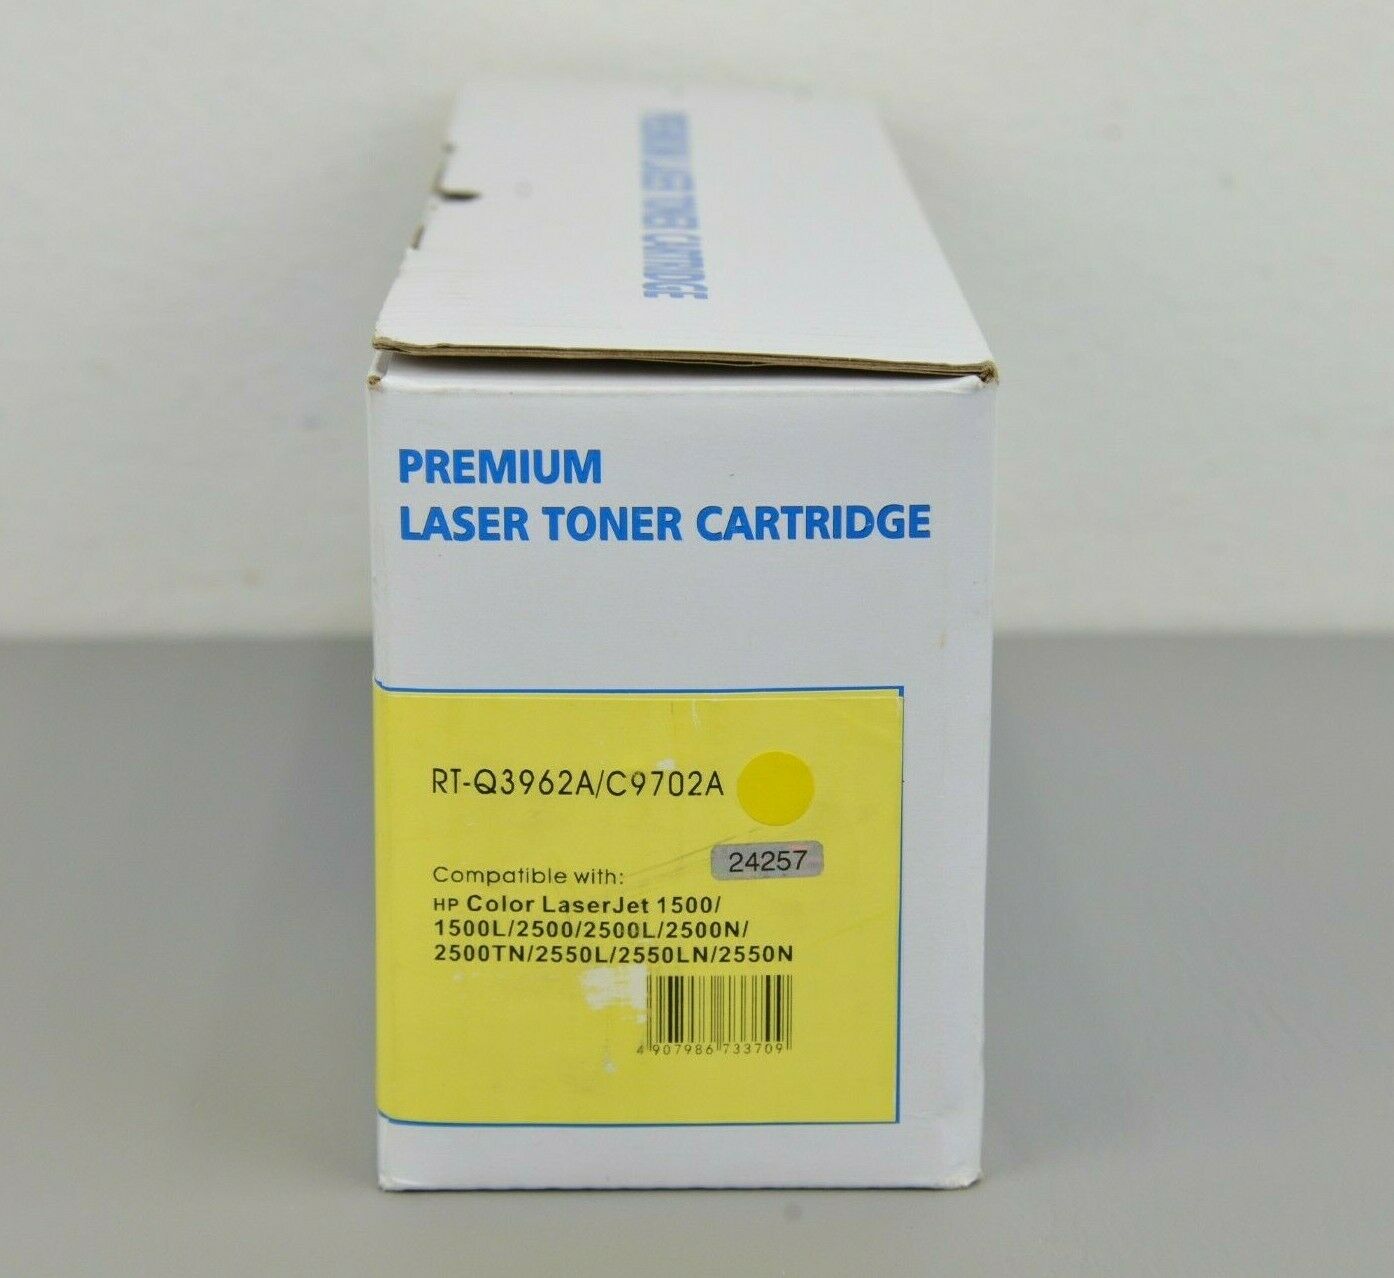 PREMIUM LASER TONER CARTRIDGE
PREMIUM
LASER TONER CARTRIDGE
RT-Q3962A/C9702A
24257
Compatible with:
HP Color LaserJet 1500/
1500L/2500/2500L/2500N/
2500TN/2550L/2550LN/2550N
4 907986 733709